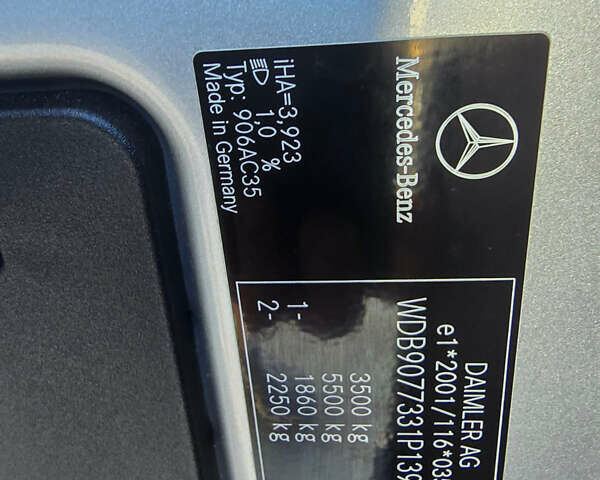 Mercedes-Benz
iHA=3,923
1,0 %
Typ: 906AC35
Made in Germany
DAIMLER AG
e1*2001/116*03
WDB9077331P139
3500 kg
5500 kg
1- 1860 kg
2- 2250 kg